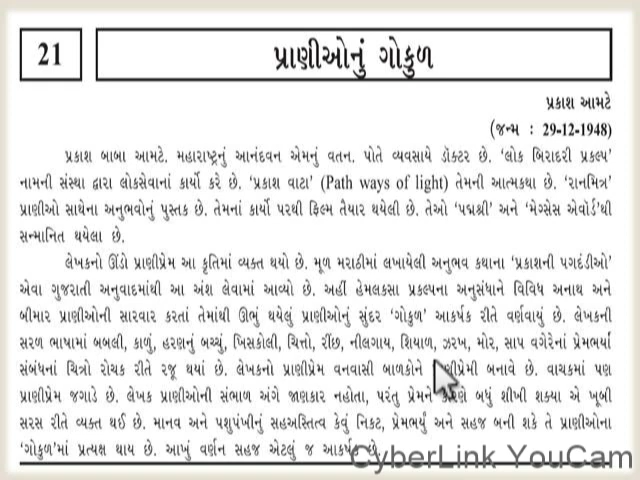 21
પ્રાણીઓનું ગોકુળ
પ્રકાશ આમટે
(જન્મ : 29-12-1948)
પ્રકાશ બાબા આમટે. મહારાષ્ટ્રનું આનંદવન એમનું વતન. પોતે વ્યવસાયે ડૉક્ટર છે. ‘લોક બિરાદરી પ્રકલ્પ’
નામની સંસ્થા દ્વારા લોકસેવાનાં કાર્યો કરે છે. ‘પ્રકાશ વાટા’ (Path ways of light) તેમની આત્મકથા છે. ‘રાનમિત્ર’
પ્રાણીઓ સાથેના અનુભવોનું પુસ્તક છે. તેમનાં કાર્યો પરથી ફિલ્મ તૈયાર થયેલી છે. તેઓ ‘પદ્મશ્રી’ અને ‘મેગ્સેસ એવૉર્ડ’થી
સન્માનિત થયેલા છે.
લેખકનો ઊંડો પ્રાણીપ્રેમ આ કૃતિમાં વ્યક્ત થયો છે. મૂળ મરાઠીમાં લખાયેલી અનુભવ કથાના ‘પ્રકાશની પગદંડીઓ’
એવા ગુજરાતી અનુવાદમાંથી આ અંશ લેવામાં આવ્યો છે. અહીં હેમલકસા પ્રકલ્પના અનુસંધાને વિવિધ અનાથ અને
બીમાર પ્રાણીઓની સારવાર કરતાં તેમાંથી ઊભું થયેલું પ્રાણીઓનું સુંદર ‘ગોકુળ’ આકર્ષક રીતે વર્ણવાયું છે. લેખકની
સરળ ભાષામાં બબલી, કાળું, હરણનું બચ્ચું, ખિસકોલી, ચિત્તો, રીંછ, નીલગાય, શિયાળ, ઝરખ, મોર, સાપ વગેરેનાં પ્રેમભર્યા
સંબંધનાં ચિત્રો રોચક રીતે રજૂ થયાં છે. લેખકનો પ્રાણીપ્રેમ વનવાસી બાળકોને બનાવે છે. વાચકમાં પણ
પ્રાણીપ્રેમ જગાડે છે. લેખક પ્રાણીઓની સંભાળ અંગે જાણકાર નહોતા, પરંતુ પ્રેમને બધું શીખી શક્યા એ ખૂબી
સરસ રીતે વ્યક્ત થઈ છે. માનવ અને પશુપંખીનું સહઅસ્તિત્વ કેવું નિકટ, પ્રેમભર્યું અને સહજ બની શકે તે પ્રાણીઓના
‘ગોકુળ’માં પ્રત્યક્ષ થાય છે. આખું વર્ણન સહજ એટલું જ આકર્ષક છે.
CyberLink YouCam